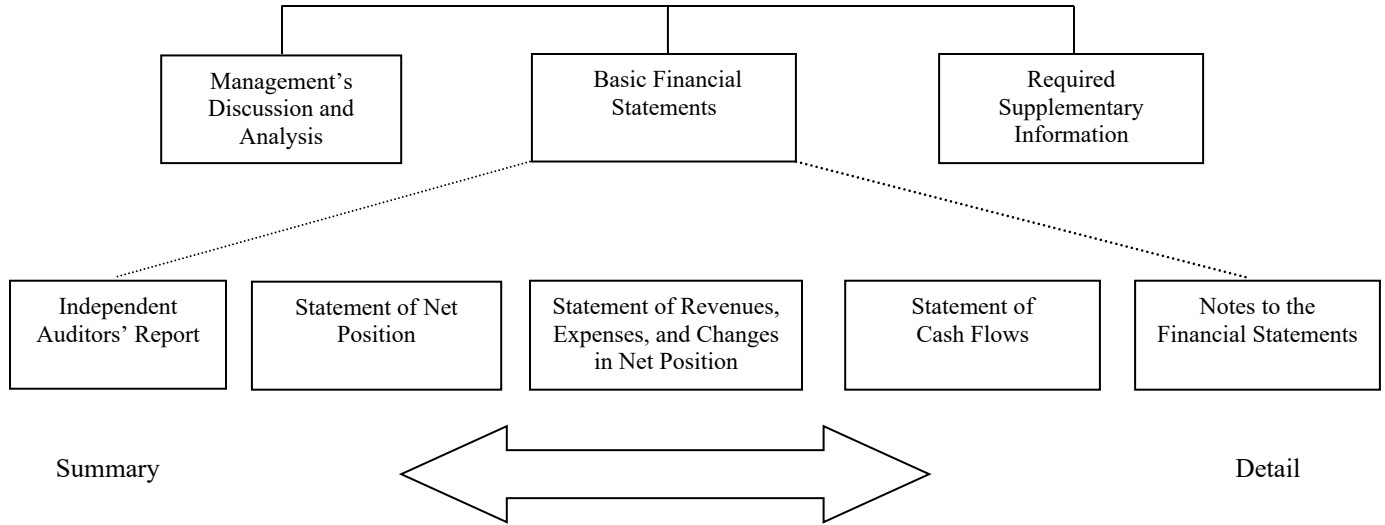 Management’s
Discussion and
Analysis
Basic Financial
Statements
Required
Supplementary
Information
Independent
Auditors’ Report
Statement of Net
Position
Statement of Revenues,
Expenses, and Changes
in Net Position
Statement of
Cash Flows
Notes to the
Financial Statements
Summary
Detail